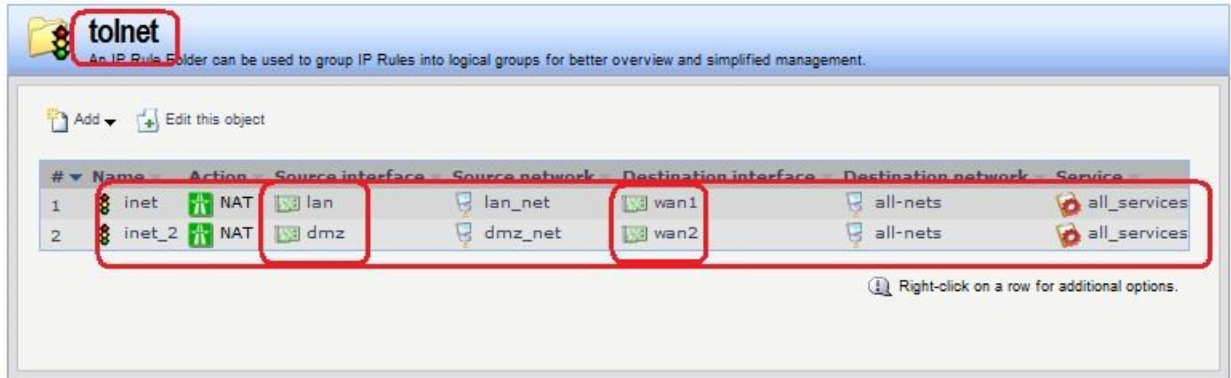 toInet
An IP Rule Folder can be used to group IP Rules into logical groups for better overview and simplified management.
Add Edit this object
# Name Action Source interface Source network Destination interface Destination network Service
1 inet NAT lan lan_net wan1 all-nets all_services
2 inet_2 NAT dmz dmz_net wan2 all-nets all_services
Right-click on a row for additional options.